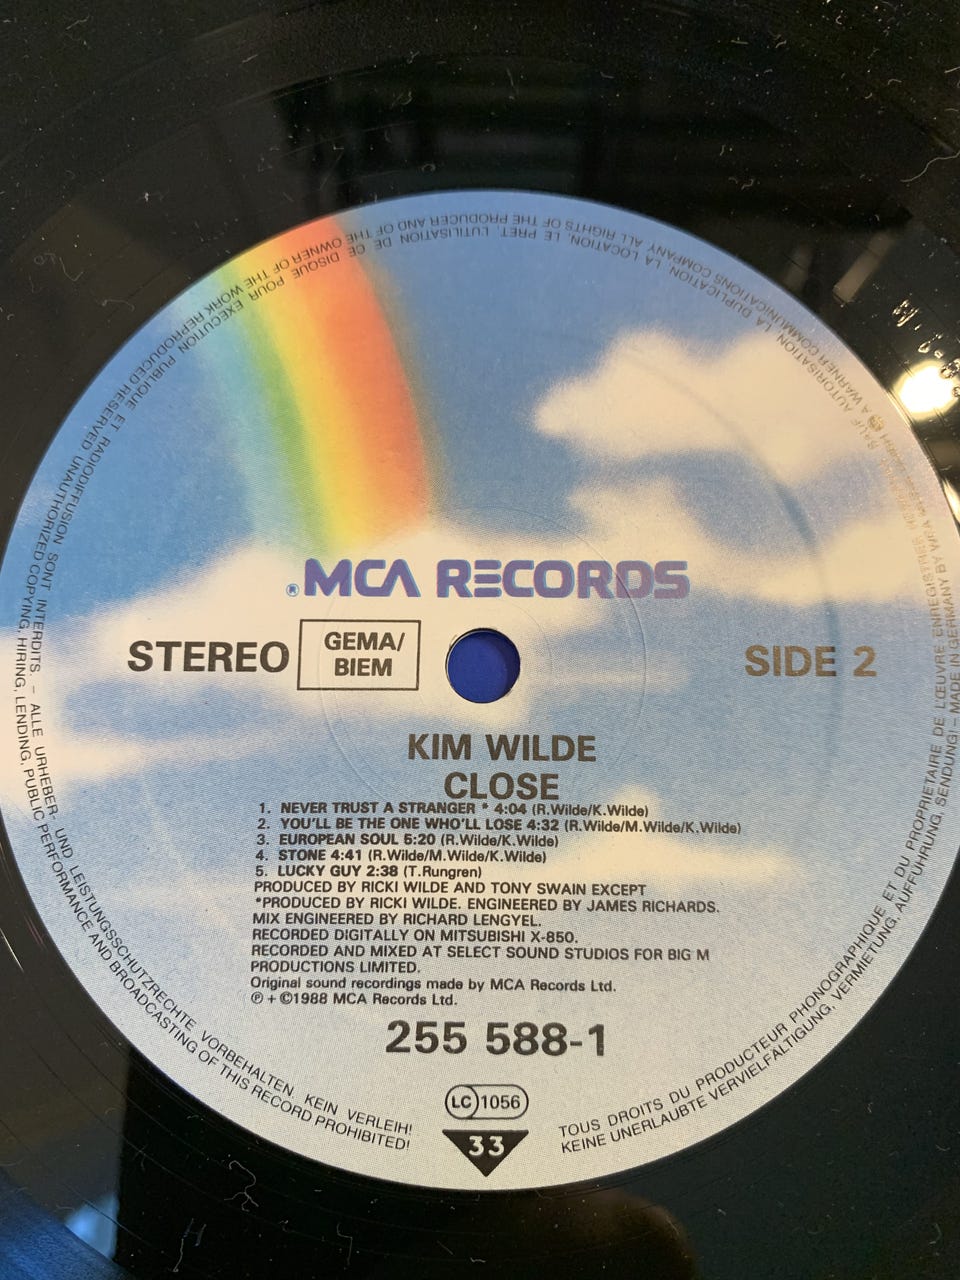 ® MCA RECORDS
STEREO
GEMA/
BIEM
SIDE 2
KIM WILDE
CLOSE
1. NEVER TRUST A STRANGER * 4:04 (R.Wilde/K.Wilde)
2. YOU'LL BE THE ONE WHO'LL LOSE 4:32 (R.Wilde/M.Wilde/K.Wilde)
3. EUROPEAN SOUL 5:20 (R.Wilde/K.Wilde)
4. STONE 4:41 (R.Wilde/M.Wilde/K.Wilde)
5. LUCKY GUY 2:38 (T.Rungren)
PRODUCED BY RICKI WILDE AND TONY SWAIN EXCEPT
*PRODUCED BY RICKI WILDE. ENGINEERED BY JAMES RICHARDS.
MIX ENGINEERED BY RICHARD LENGYEL.
RECORDED DIGITALLY ON MITSUBISHI X-850.
RECORDED AND MIXED AT SELECT SOUND STUDIOS FOR BIG M
PRODUCTIONS LIMITED.
Original sound recordings made by MCA Records Ltd.
℗ + ©1988 MCA Records Ltd.
255 588-1
LC 1056
33
TOUS DROITS DU PRODUCTEUR PHONOGRAPHIQUE ET DU PROPRIETAIRE DE L'ŒUVRE ENREGISTRÉE SAUF AUTORISATION, LA DUPLICATION, LA LOCATION, LE PRET, L'UTILISATION DE CE DISQUE POUR EXECUTION PUBLIQUE ET RADIODIFFUSION SONT INTERDITS. – ALLE URHEBER- UND LEISTUNGSSCHUTZRECHTE VORBEHALTEN. KEIN VERLEIH!
KEINE UNERLAUBTE VERVIELFÄLTIGUNG, VERMIETUNG, AUFFÜHRUNG, SENDUNG! – MADE IN GERMANY BY A WARNER COMMUNICATIONS COMPANY ALL RIGHTS OF THE PRODUCER AND OF THE OWNER OF THE WORK REPRODUCED RESERVED UNAUTHORIZED COPYING, HIRING, LENDING, PUBLIC PERFORMANCE AND BROADCASTING OF THIS RECORD PROHIBITED!